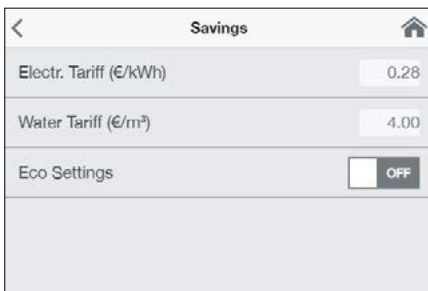 Savings
Electr. Tariff (€/kWh) 0.28
Water Tariff (€/m³) 4.00
Eco Settings OFF